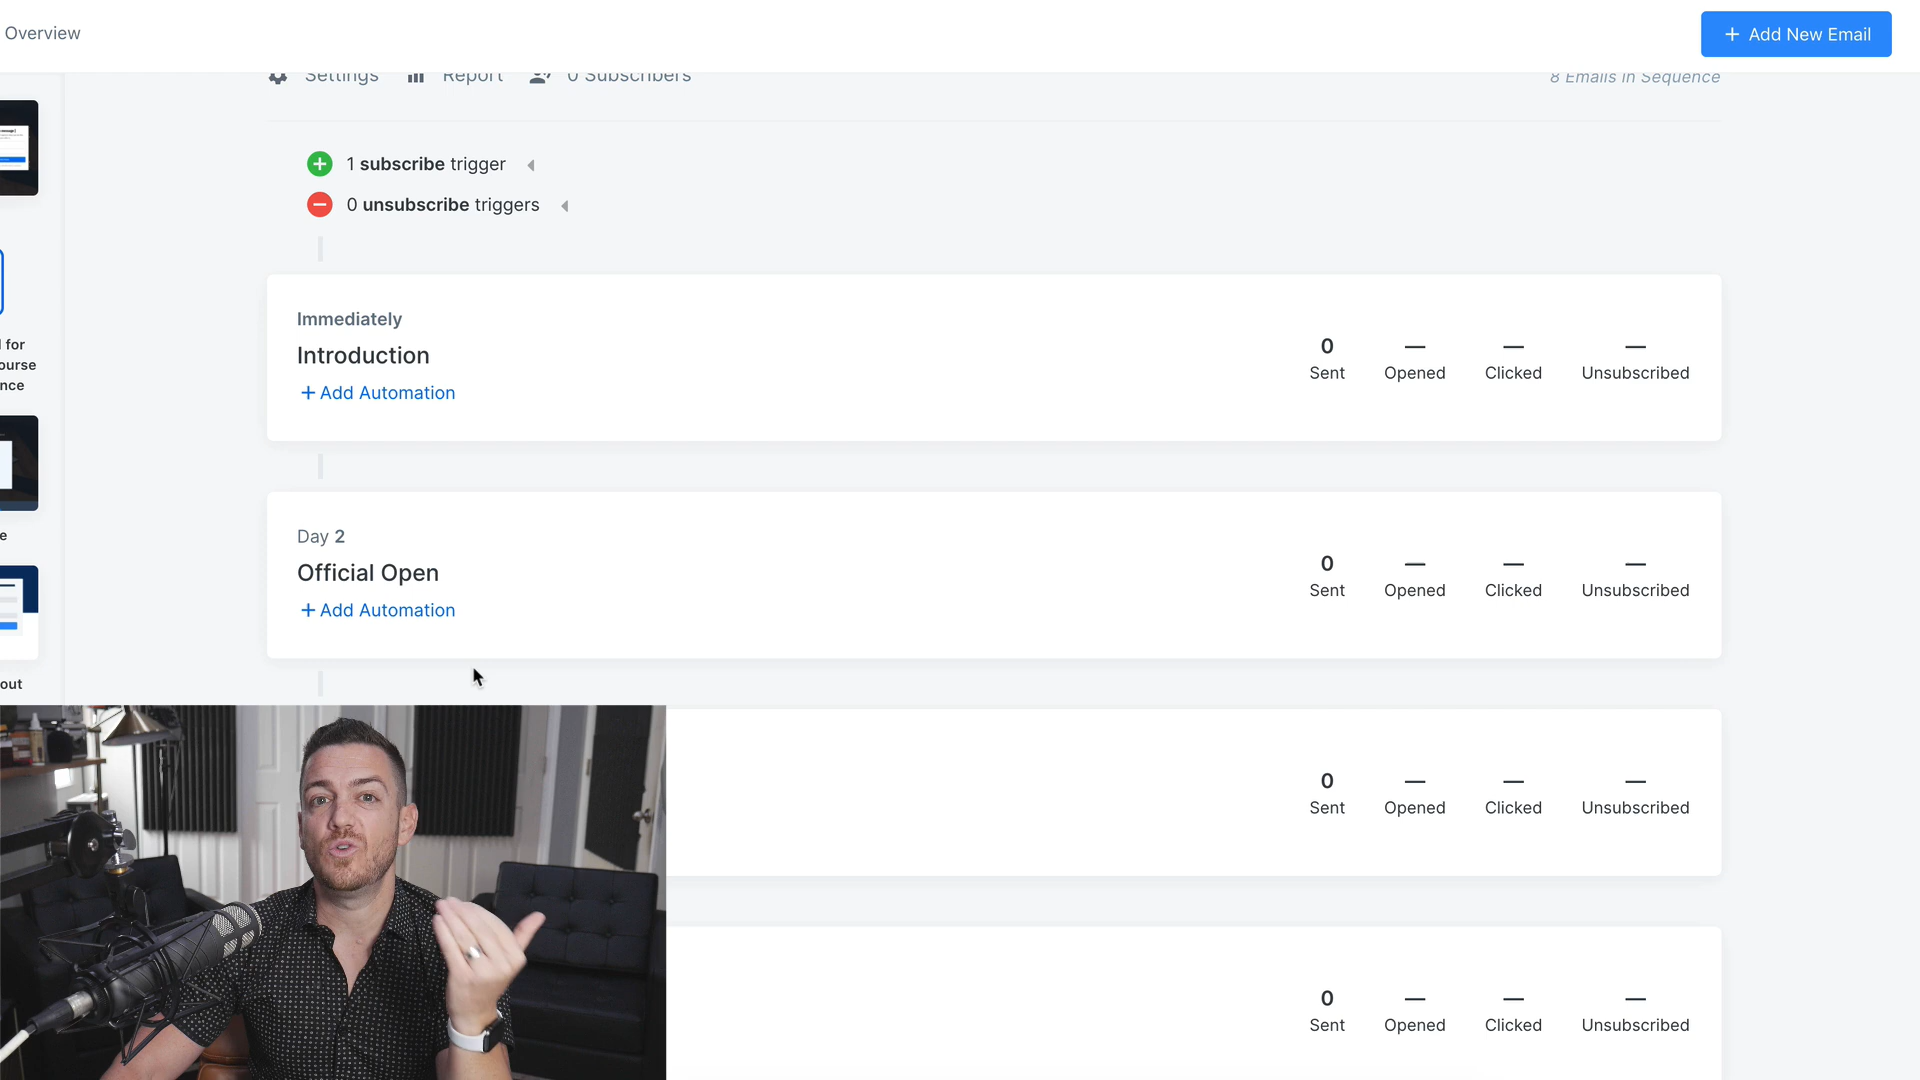 Overview
+ Add New Email
Settings Report 0 Subscribers
8 Emails in Sequence
1 subscribe trigger
0 unsubscribe triggers
Immediately
Introduction
+ Add Automation
0 — — —
Sent Opened Clicked Unsubscribed
for
ourse
nce
Day 2
Official Open
+ Add Automation
0 — — —
Sent Opened Clicked Unsubscribed
e
out
0 — — —
Sent Opened Clicked Unsubscribed
0 — — —
Sent Opened Clicked Unsubscribed